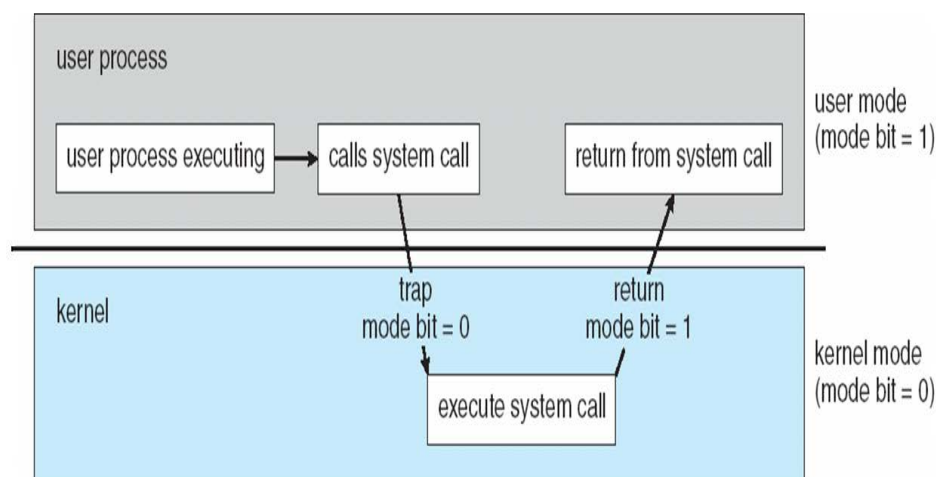 user process
user process executing
calls system call
return from system call
user mode
(mode bit = 1)
kernel
trap
mode bit = 0
return
mode bit = 1
execute system call
kernel mode
(mode bit = 0)